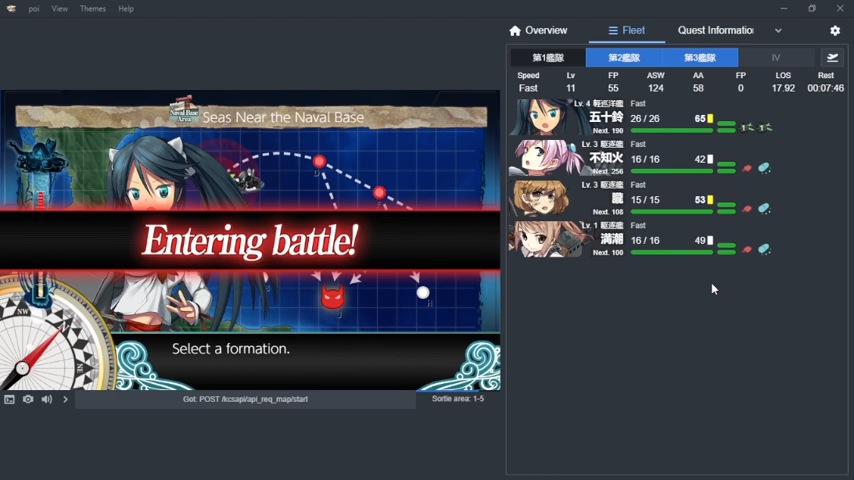 poi View Themes Help
Overview Fleet Quest Informatio
第1艦隊 第2艦隊 第3艦隊 IV
Speed Lv FP ASW AA FP LOS Rest
Fast 11 55 124 58 0 17.92 00:07:46
Naval Base Area
Seas Near the Naval Base
Lv. 4 軽巡洋艦 Fast
五十鈴 26 / 26 65
Next. 190
Lv. 3 駆逐艦 Fast
不知火 16 / 16 42
Next. 256
Lv. 3 駆逐艦 Fast
朧 15 / 15 53
Next. 108
Lv. 1 駆逐艦 Fast
満潮 16 / 16 49
Next. 100
D
Entering battle!
J
H
NW
N
NE
Select a formation.
Got: POST /kcsapi/api_req_map/start
Sortie area: 1-5